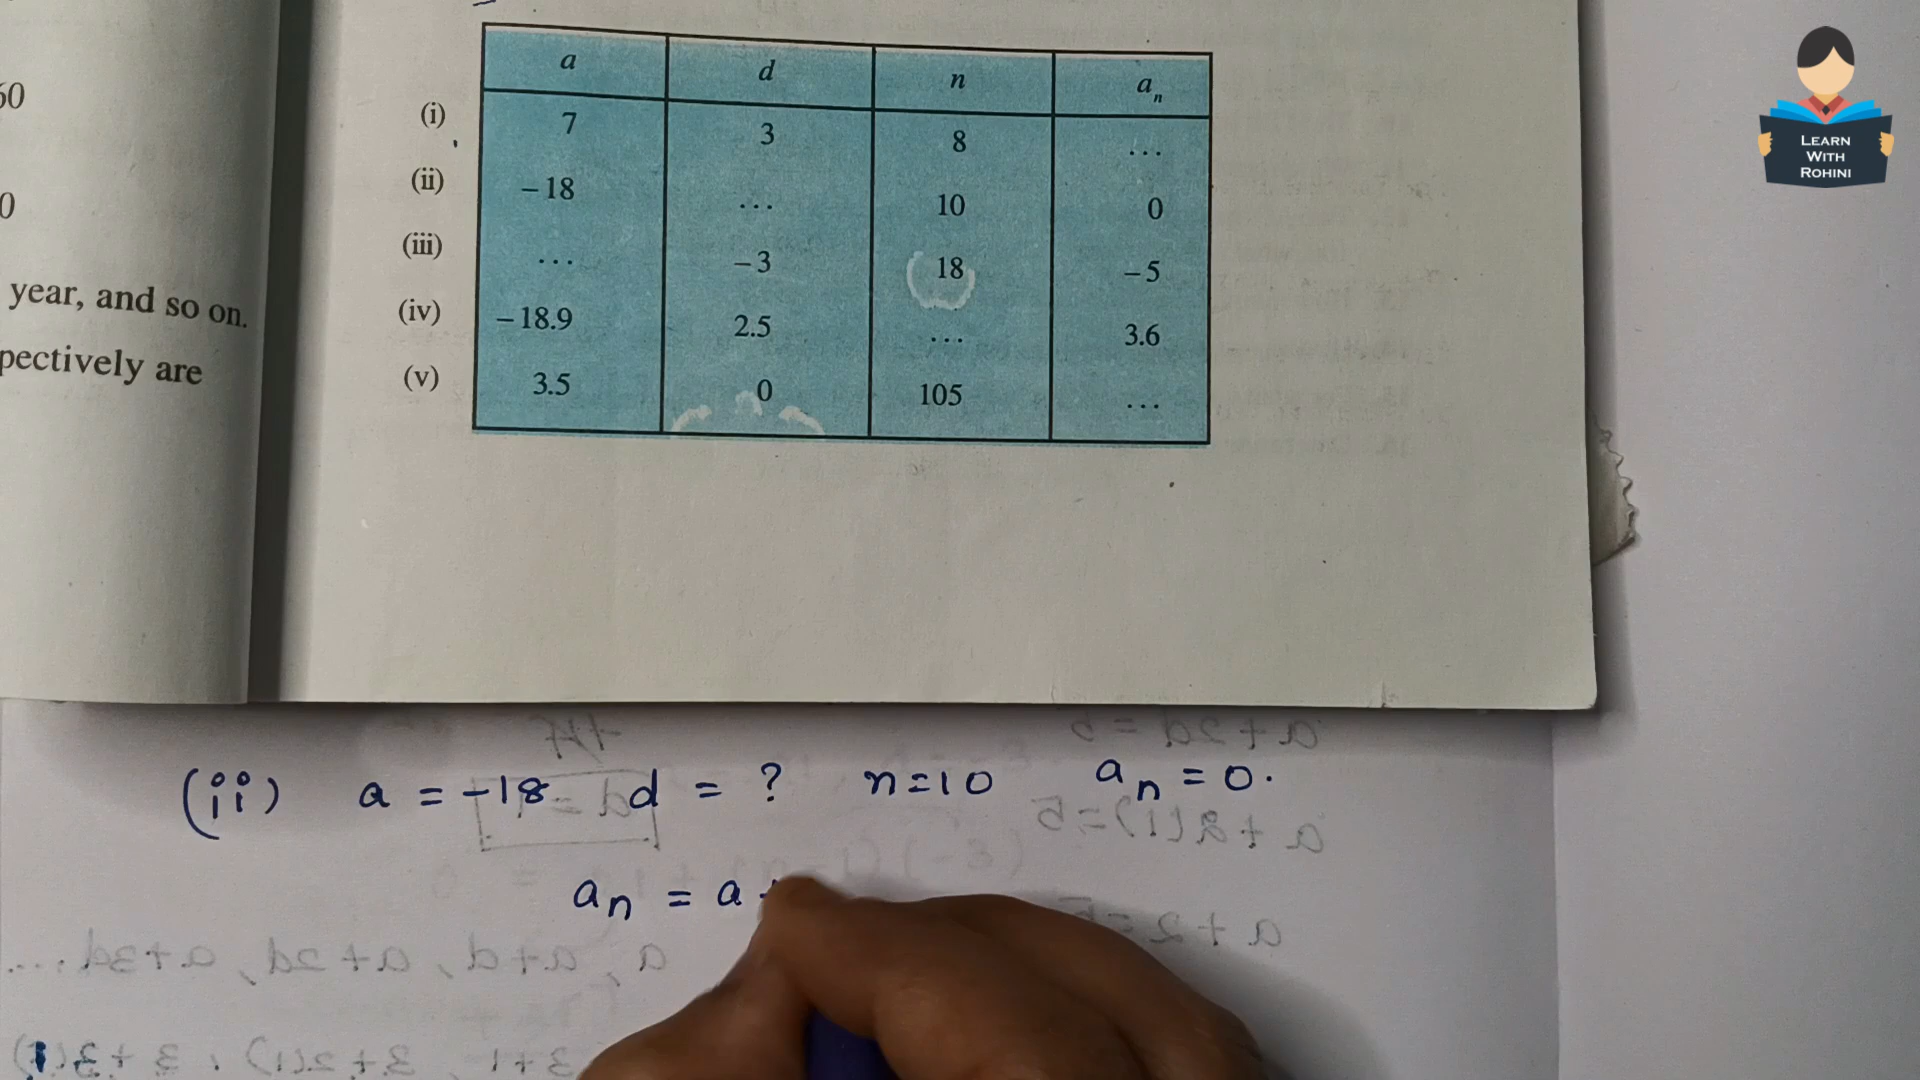 60
0
year, and so on.
pectively are
a d n aₙ
(i) 7 3 8 ...
(ii) –18 ... 10 0
(iii) ... –3 18 –5
(iv) –18.9 2.5 ... 3.6
(v) 3.5 0 105 ...
LEARN
WITH
ROHINI
(ii) a = -18 d = ? n=10 aₙ = 0.
aₙ = a +